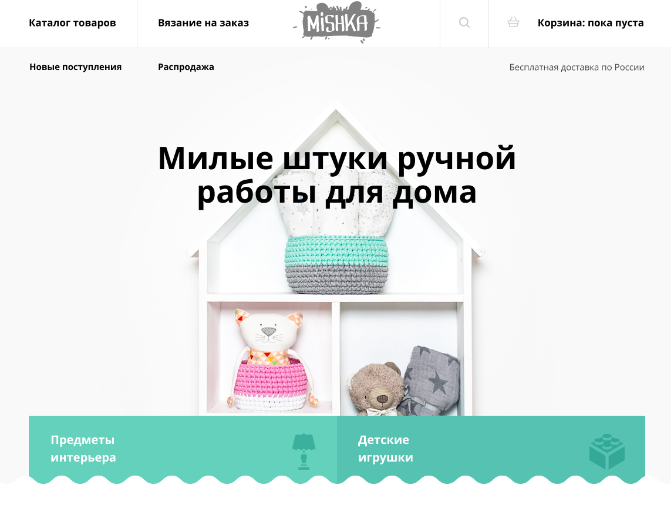 Каталог товаров
Вязание на заказ
MiSHKA
Корзина: пока пуста
Новые поступления
Распродажа
Бесплатная доставка по России
Милые штуки ручной
работы для дома
Предметы
интерьера
Детские
игрушки